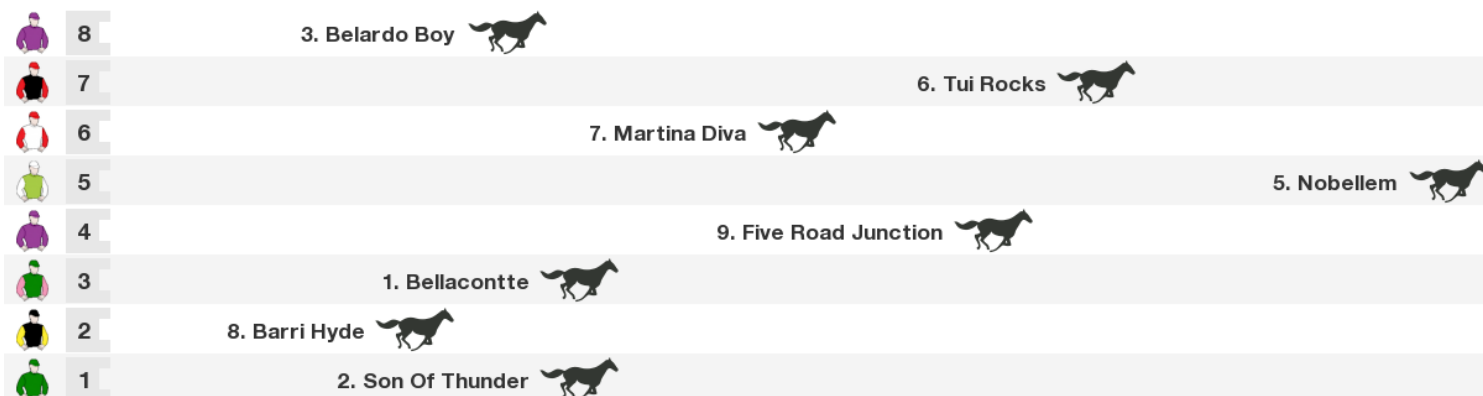 8 3. Belardo Boy
7 6. Tui Rocks
6 7. Martina Diva
5 5. Nobellem
4 9. Five Road Junction
3 1. Bellacontte
2 8. Barri Hyde
1 2. Son Of Thunder